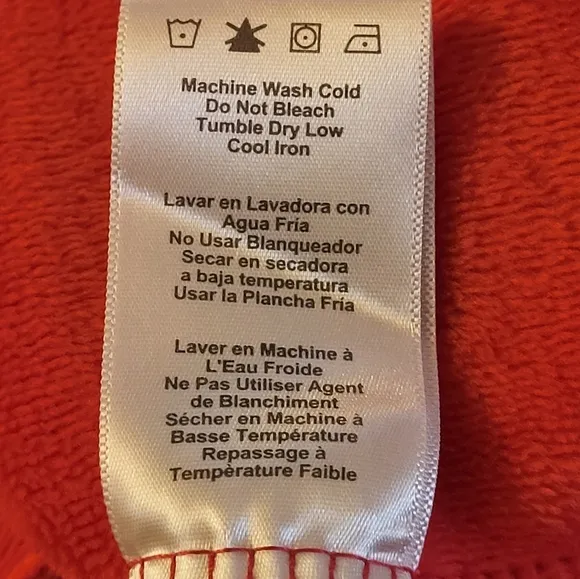 Machine Wash Cold
Do Not Bleach
Tumble Dry Low
Cool Iron
Lavar en Lavadora con
Agua Fría
No Usar Blanqueador
Secar en secadora
a baja temperatura
Usar la Plancha Fría
Laver en Machine à
L'Eau Froide
Ne Pas Utiliser Agent
de Blanchiment
Sécher en Machine à
Basse Température
Repassage à
Tempèrature Faible